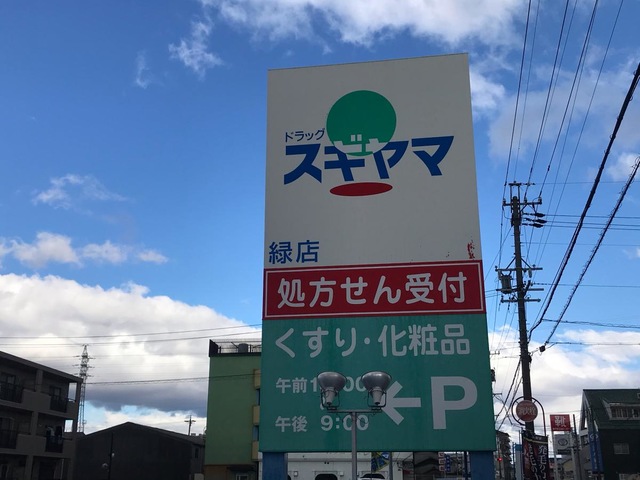 ドラッグ
スギヤマ
緑店
処方せん受付
くすり・化粧品
午前
午後 9:00
←P